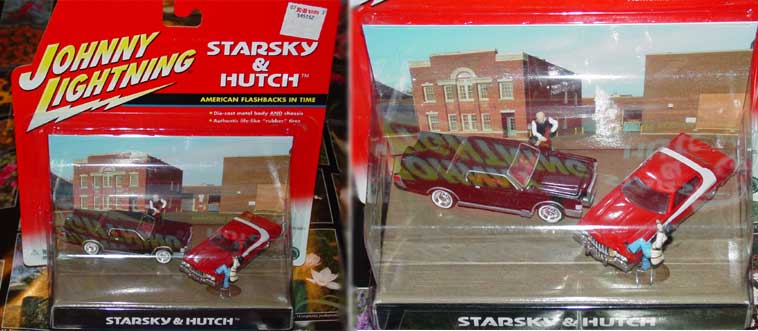 JOHNNY
LIGHTNING
STARSKY
& HUTCH™
AMERICAN FLASHBACKS IN TIME
• Die-cast metal body AND chassis
• Authentic life-like "rubber" tires
STARSKY & HUTCH™
STARSKY & HUTCH™